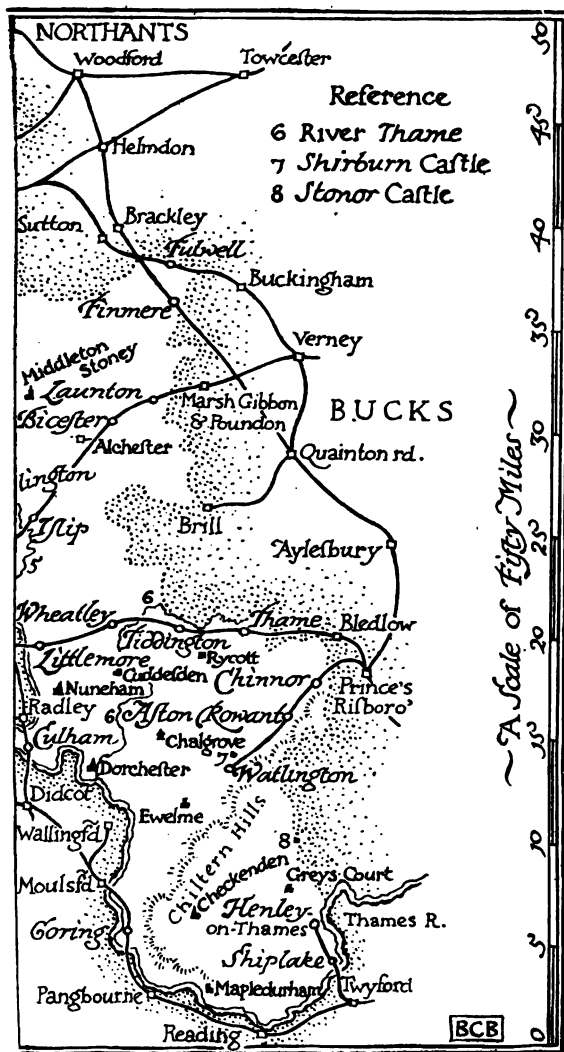 NORTHANTS
Woodford
Towcester
Reference
6 River Thame
7 Shirburn Castle
8 Stonor Castle
Helmdon
Brackley
Sutton
Fulwell
Buckingham
Finmere
Verney
Middleton
Stoney
Launton
Marsh Gibbon
& Poundon
BUCKS
Bicester
Alchester
Quainton rd.
lington
Islip
Brill
5
Aylesbury
6
Wheatley
Thame
Bledlow
Tiddington
Rycott
Littlemore
Cuddesden
Chinnor
Nuneham
Prince's
Risboro'
Radley
6
Aston Rowant
Culham
Chalgrove
7
Watlington
Dorchester
Didcot
Ewelme
Wallingfd
Chiltern Hills
8
Checkenden
Greys Court
Moulsfd
Henley-
on-Thames
Thames R.
Goring
Shiplake
Mapledurham
Twyford
Pangbourne
Reading
BCB
50
45
40
35
30
25
20
15
10
5
0
~A Scale of Fifty Miles~